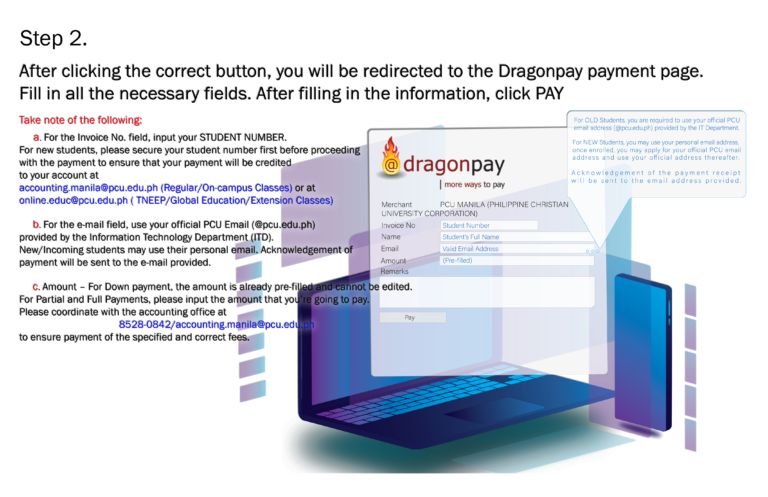 Step 2.
After clicking the correct button, you will be redirected to the Dragonpay payment page.
Fill in all the necessary fields. After filling in the information, click PAY
Take note of the following:
a. For the Invoice No. field, input your STUDENT NUMBER.
For new students, please secure your student number first before proceeding
with the payment to ensure that your payment will be credited
to your account at
accounting.manila@pcu.edu.ph (Regular/On-campus Classes) or at
online.educ@pcu.edu.ph ( TNEEP/Global Education/Extension Classes)
b. For the e-mail field, use your official PCU Email (@pcu.edu.ph)
provided by the Information Technology Department (ITD).
New/Incoming students may use their personal email. Acknowledgement of
payment will be sent to the e-mail provided.
c. Amount – For Down payment, the amount is already pre-filled and cannot be edited.
For Partial and Full Payments, please input the amount that you're going to pay.
Please coordinate with the accounting office at
8528-0842/accounting.manila@pcu.edu.ph
to ensure payment of the specified and correct fees.
For OLD Students, you are required to use your official PCU
email address (@pcu.edu.ph) provided by the IT Department.
For NEW Students, you may use your personal email address,
once enrolled, you may apply for your official PCU email
address and use your official address thereafter.
Acknowledgement of the payment receipt
will be sent to the email address provided.
@ dragonpay
more ways to pay
Merchant PCU MANILA (PHILIPPINE CHRISTIAN
UNIVERSITY CORPORATION)
Invoice No Student Number
Name Student's Full Name
Email Valid Email Address
Amount (Pre-filled)
Remarks
Pay